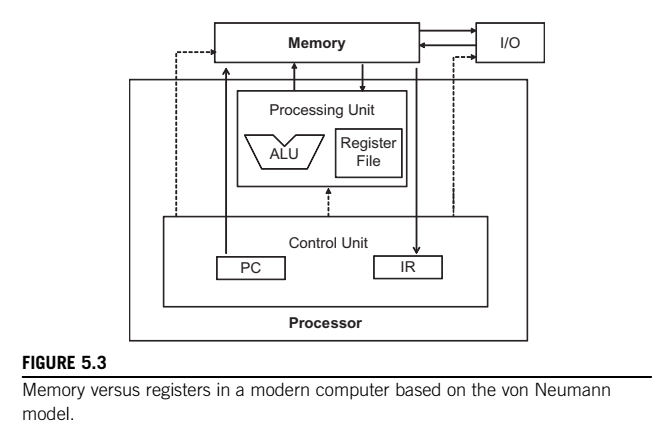 Memory
I/O
Processing Unit
ALU
Register
File
Control Unit
PC
IR
Processor
FIGURE 5.3
Memory versus registers in a modern computer based on the von Neumann
model.